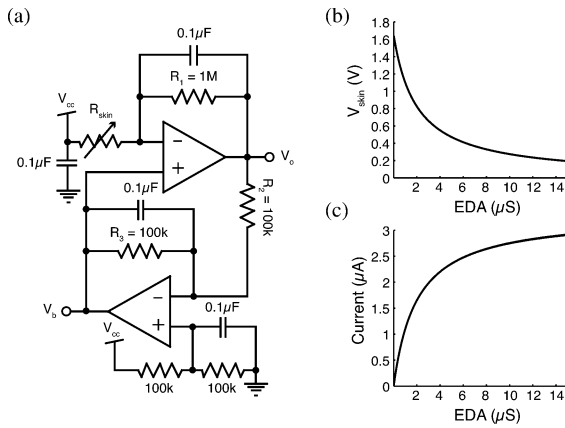 (a)
0.1µF
R1 = 1M
Vcc
Rskin
0.1µF
−
+
Vo
R2 = 100k
0.1µF
R3 = 100k
Vb
−
+
0.1µF
Vcc
100k
100k
(b)
Vskin (V)
1.8
1.6
1.4
1.2
1.0
0.8
0.6
0.4
0.2
2 4 6 8 10 12 14
EDA (µS)
(c)
Current (µA)
3
2.5
2
1.5
1
0.5
0
2 4 6 8 10 12 14
EDA (µS)